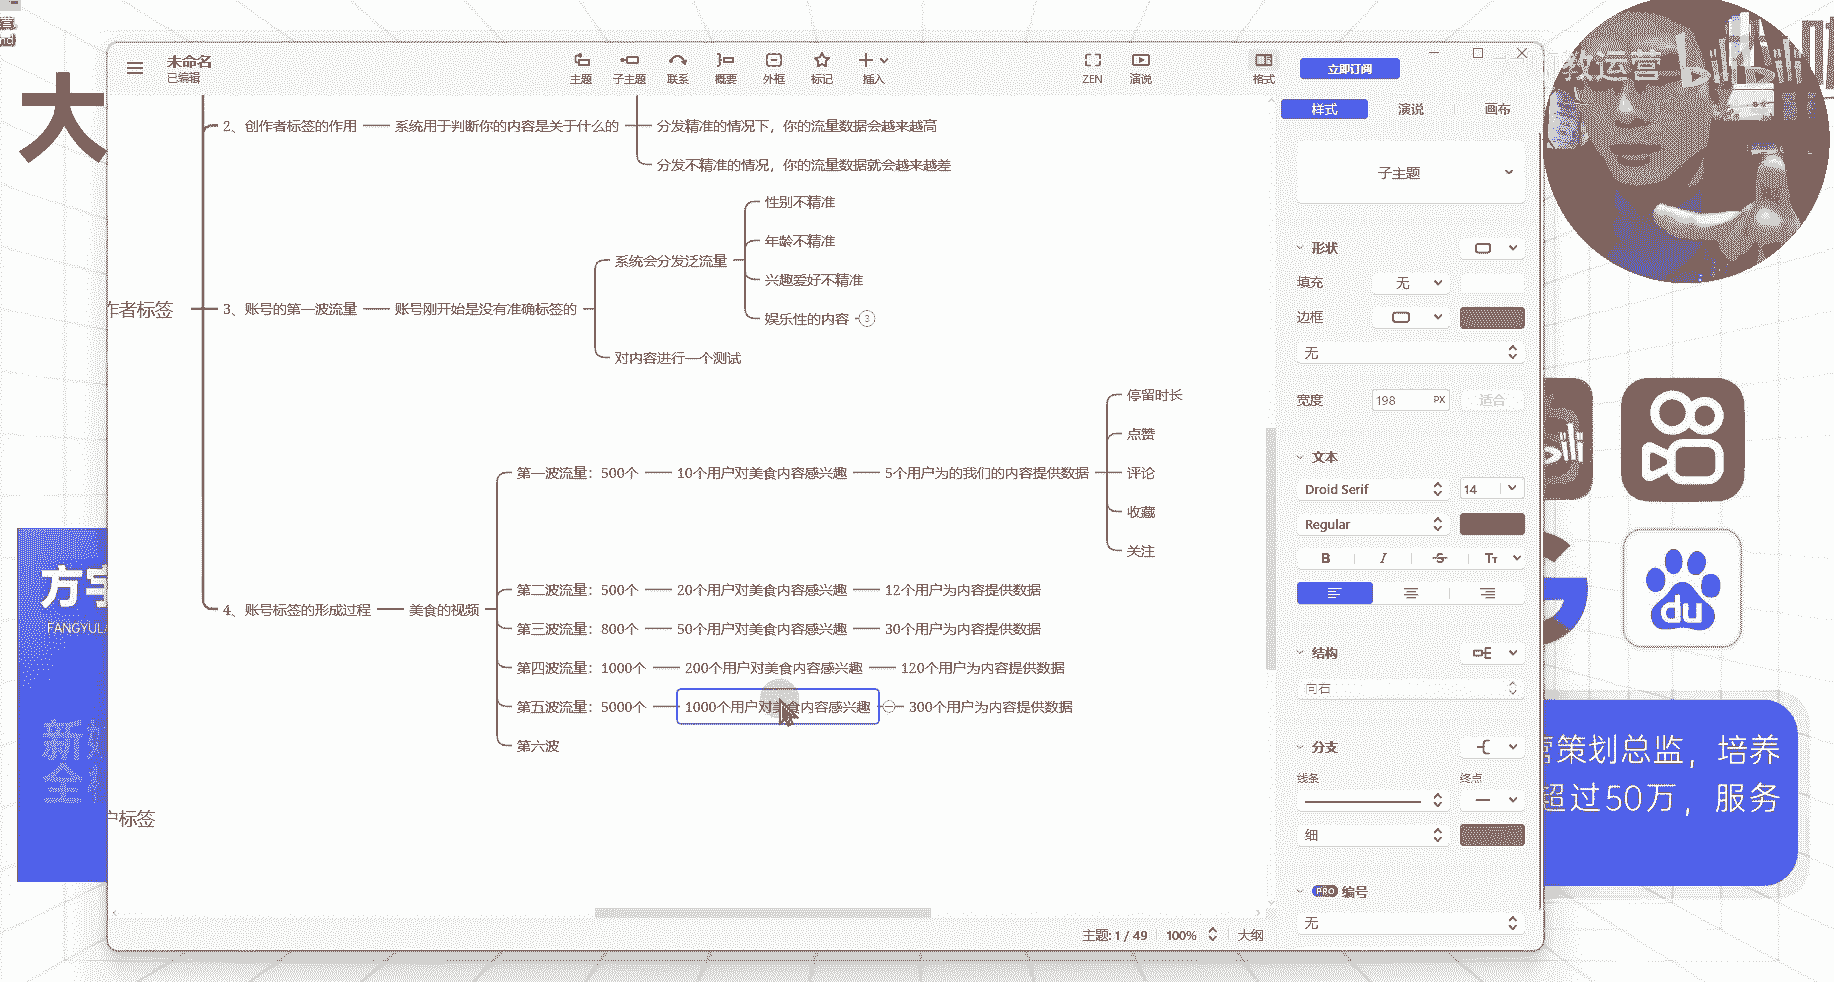 大
未命名
已编辑
主题
子主题
联系
概要
外框
标记
插入
ZEN
演说
格式
立即订阅
教运营
2、创作者标签的作用
系统用于判断你的内容是关于什么的
分发精准的情况下，你的流量数据会越来越高
分发不精准的情况，你的流量数据就会越来越差
作者标签
3、账号的第一波流量
账号刚开始是没有准确标签的
系统会分发泛流量
性别不精准
年龄不精准
兴趣爱好不精准
娱乐性的内容
3
对内容进行一个测试
4、账号标签的形成过程
美食的视频
第一波流量：500个
10个用户对美食内容感兴趣
5个用户为的我们的内容提供数据
停留时长
点赞
评论
收藏
关注
第二波流量：500个
20个用户对美食内容感兴趣
12个用户为内容提供数据
第三波流量：800个
50个用户对美食内容感兴趣
30个用户为内容提供数据
第四波流量：1000个
200个用户对美食内容感兴趣
120个用户为内容提供数据
第五波流量：5000个
1000个用户对美食内容感兴趣
300个用户为内容提供数据
第六波
户标签
样式
演说
画布
子主题
形状
填充
无
边框
无
宽度
198
PX
适合
文本
Droid Serif
14
Regular
B
I
S
Tт
结构
向右
分支
线条
终点
细
PRO 编号
无
主题: 1 / 49
100%
大纲
方宇
FANGYULA
新
全
du
营策划总监，培养
超过50万，服务